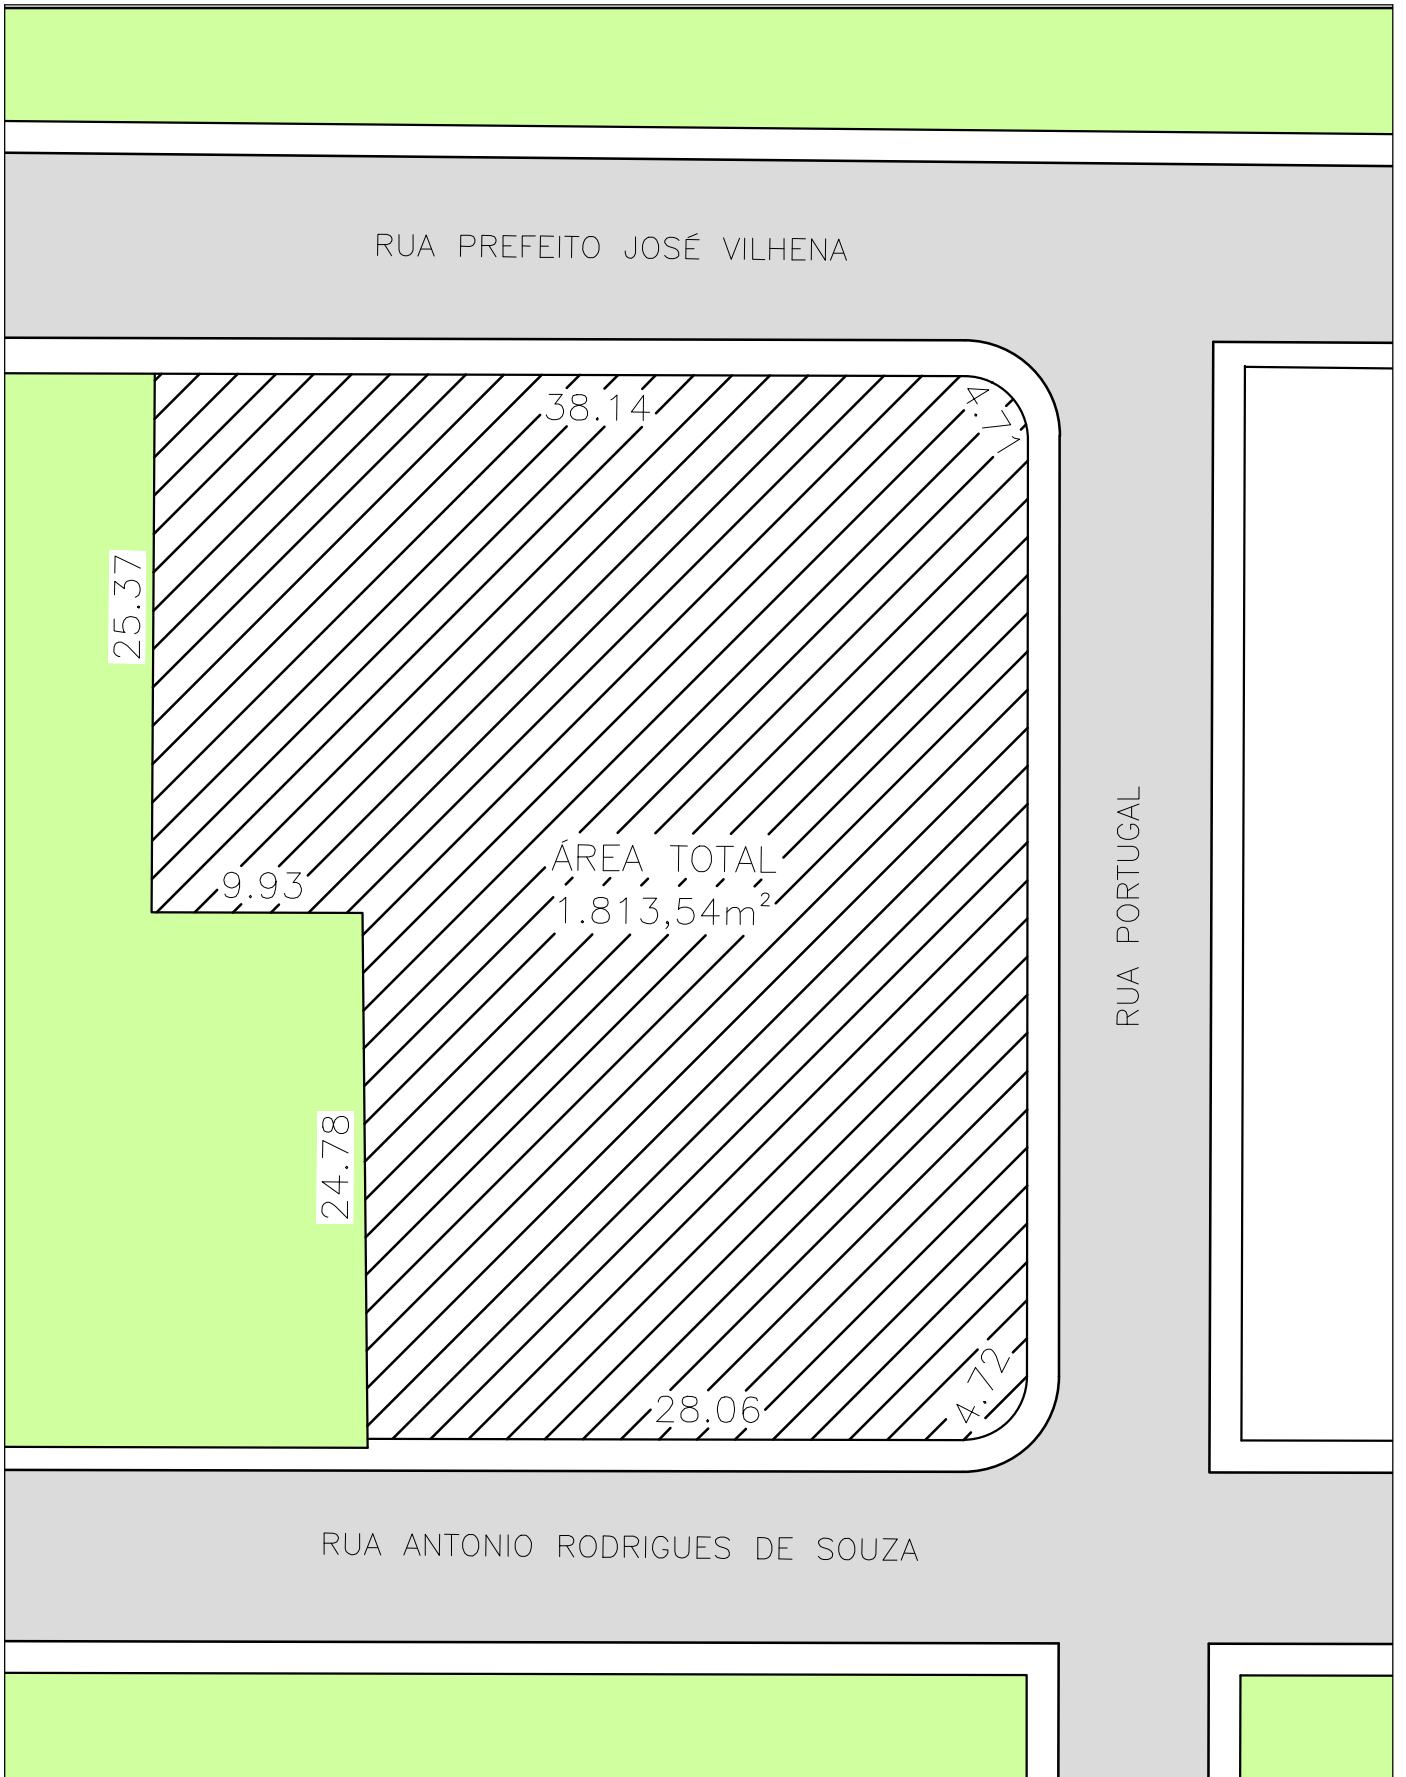 RUA PREFEITO JOSÉ VILHENA
38.14
4.71
25.37
RUA PORTUGAL
ÁREA TOTAL
9.93
1.813,54m²
24.78
4.72
28.06
RUA ANTONIO RODRIGUES DE SOUZA